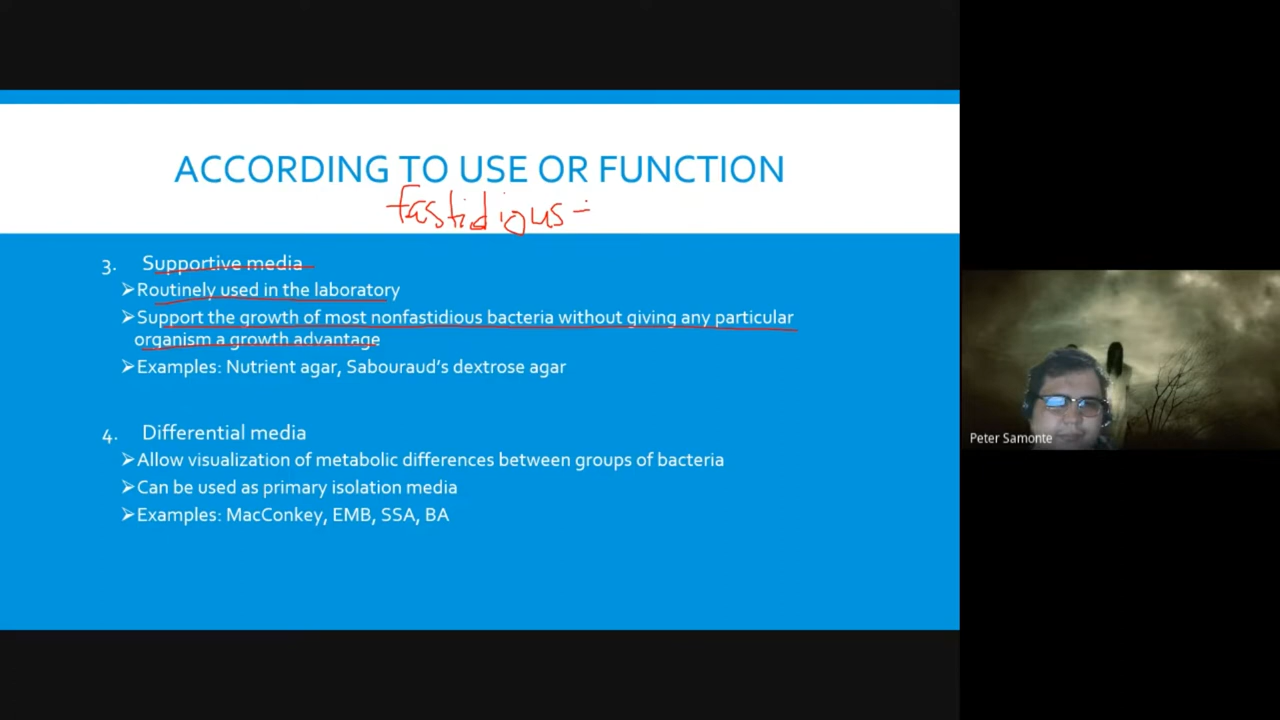 ACCORDING TO USE OR FUNCTION
fastidious =
3. Supportive media
➢Routinely used in the laboratory
➢Support the growth of most nonfastidious bacteria without giving any particular
organism a growth advantage
➢Examples: Nutrient agar, Sabouraud's dextrose agar
4. Differential media
➢Allow visualization of metabolic differences between groups of bacteria
➢Can be used as primary isolation media
➢Examples: MacConkey, EMB, SSA, BA
Peter Samonte